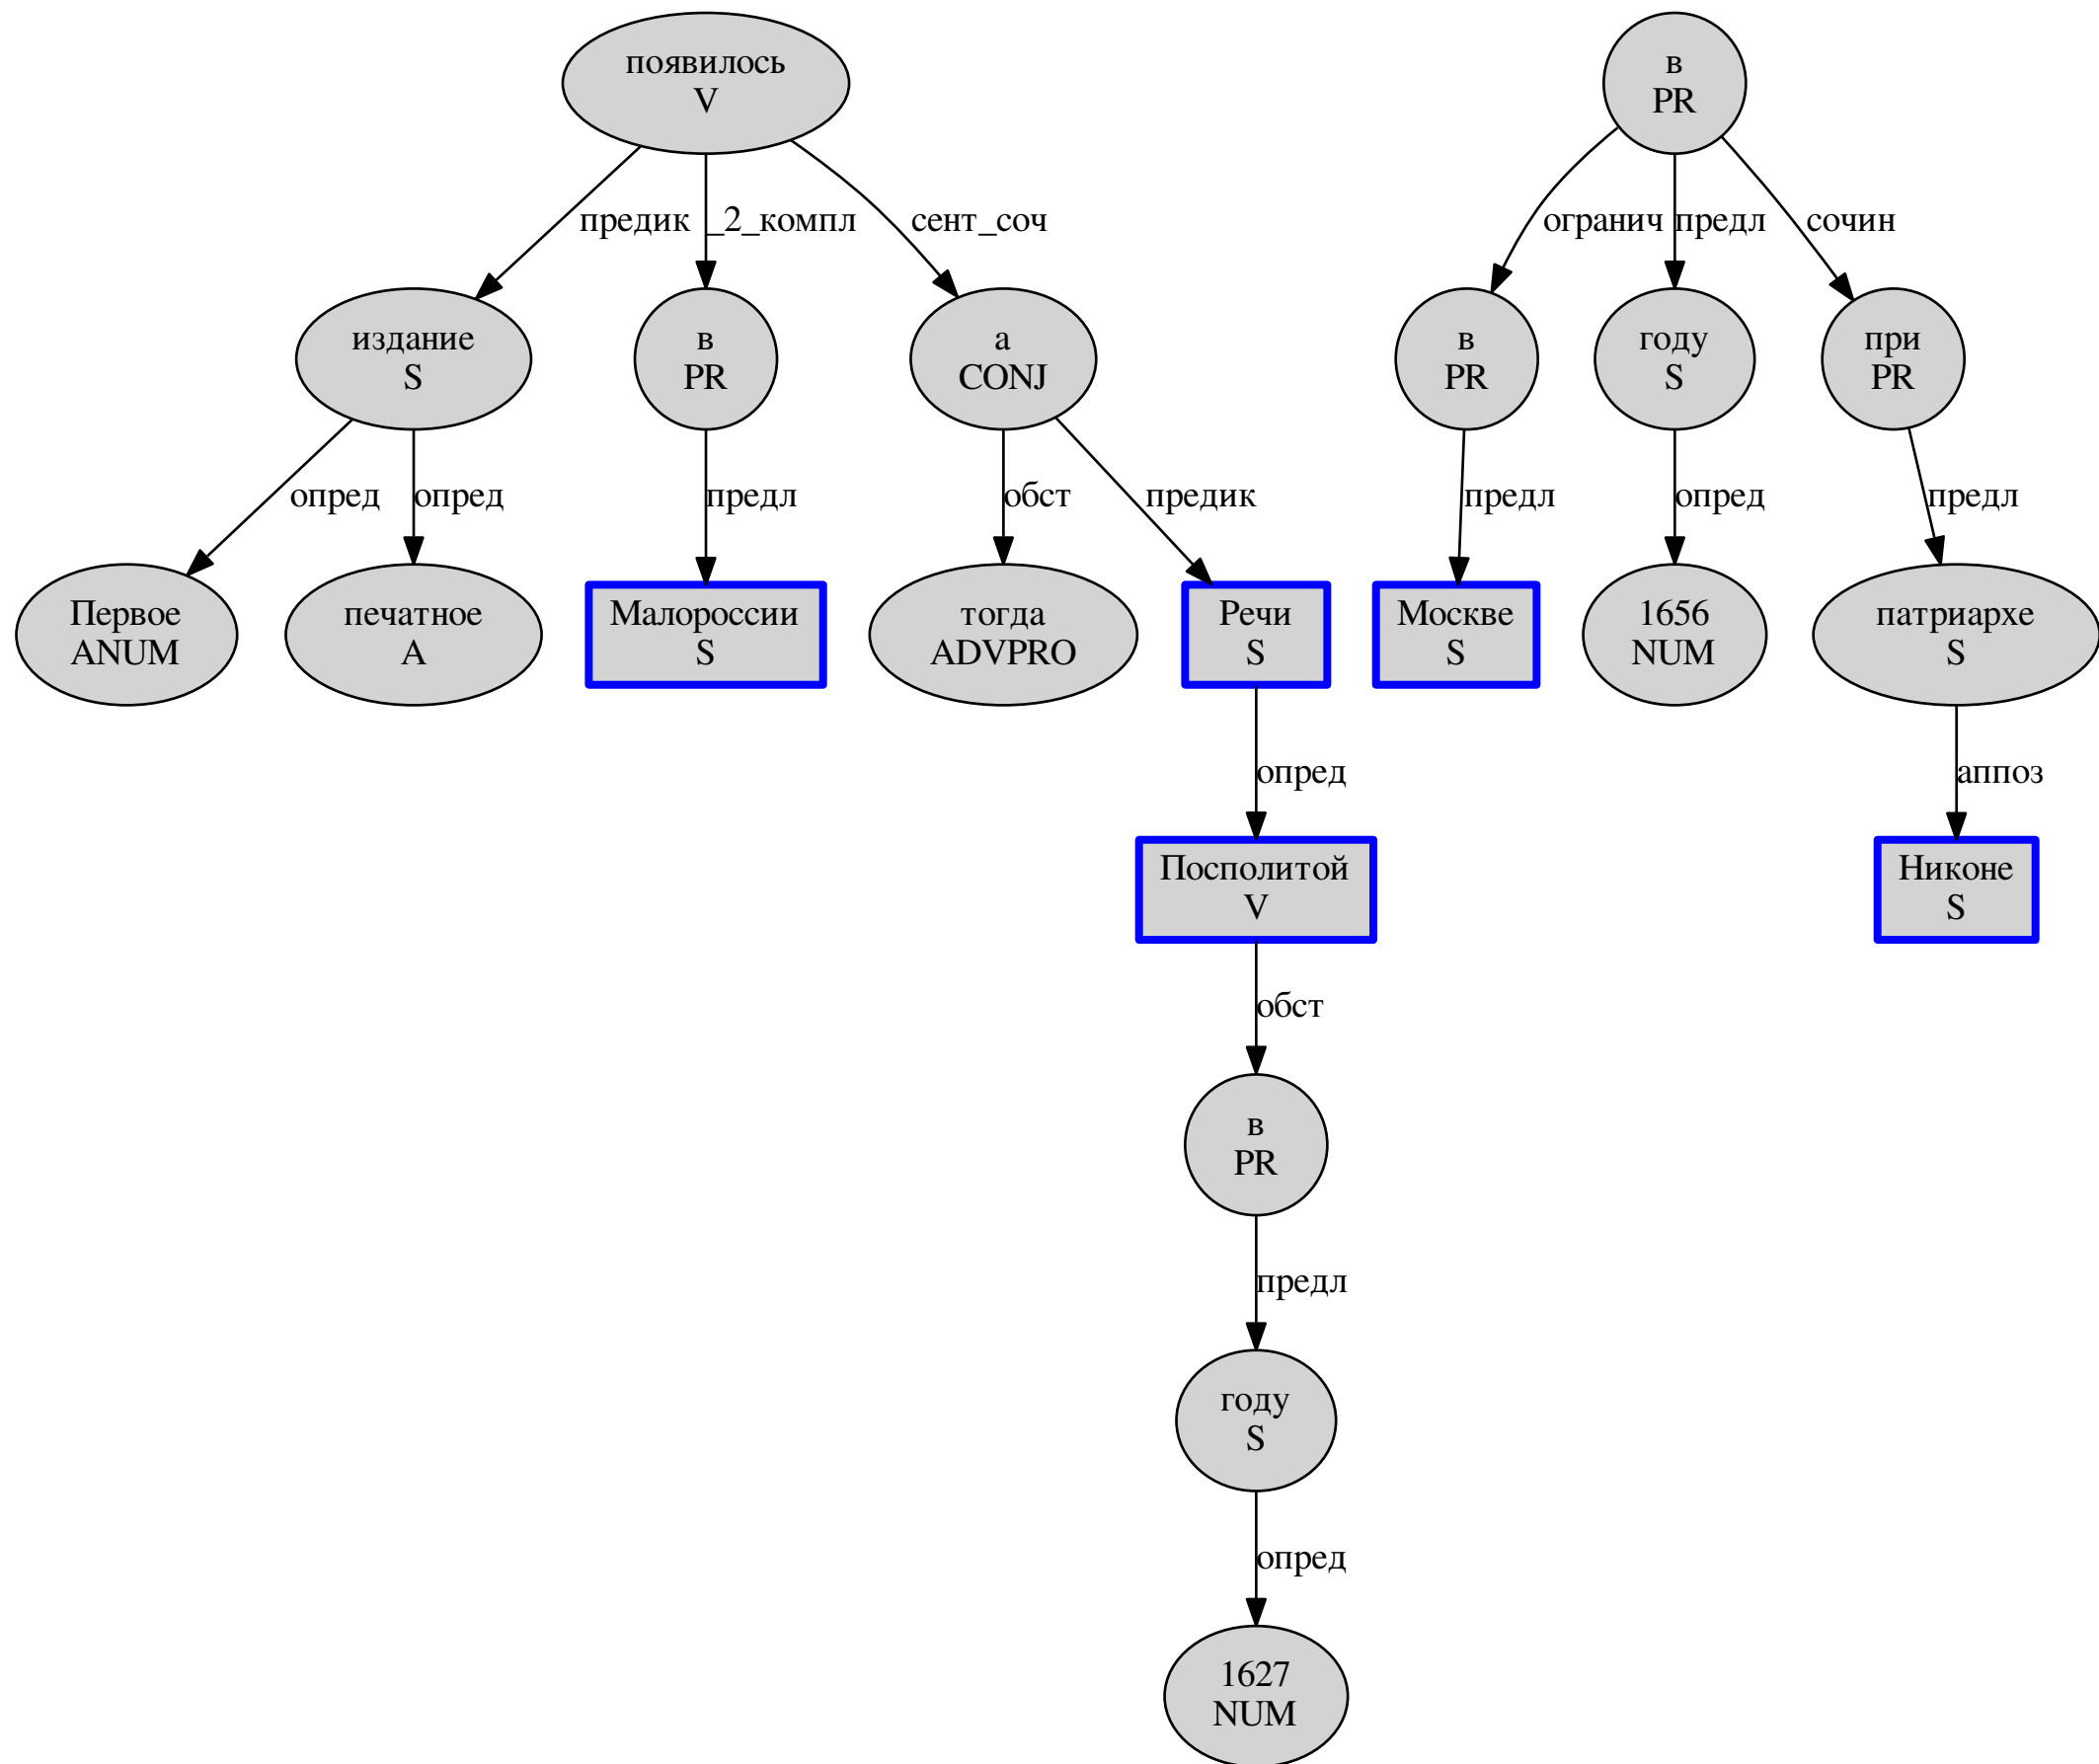 появилось
V
в
PR
предик
_2_компл
сент_соч
огранич
предл
сочин
издание
S
в
PR
а
CONJ
в
PR
году
S
при
PR
опред
опред
предл
обст
предик
предл
опред
предл
Первое
ANUM
печатное
A
Малороссии
S
тогда
ADVPRO
Речи
S
Москве
S
1656
NUM
патриархе
S
опред
аппоз
Посполитой
V
Никоне
S
обст
в
PR
предл
году
S
опред
1627
NUM